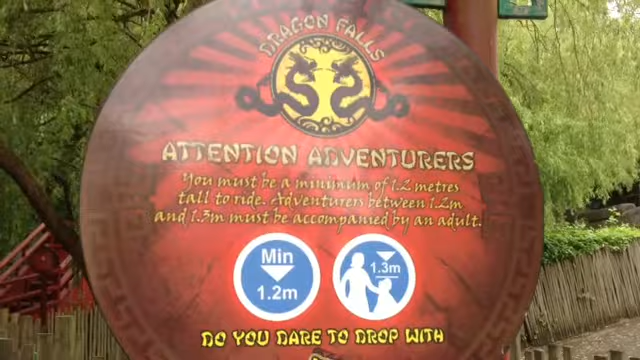 DRAGON FALLS
ATTENTION ADVENTURERS
You must be a minimum of 1.2 metres
tall to ride. Adventurers between 1.2m
and 1.3m must be accompanied by an adult.
Min
1.2m
1.3m
DO YOU DARE TO DROP WITH